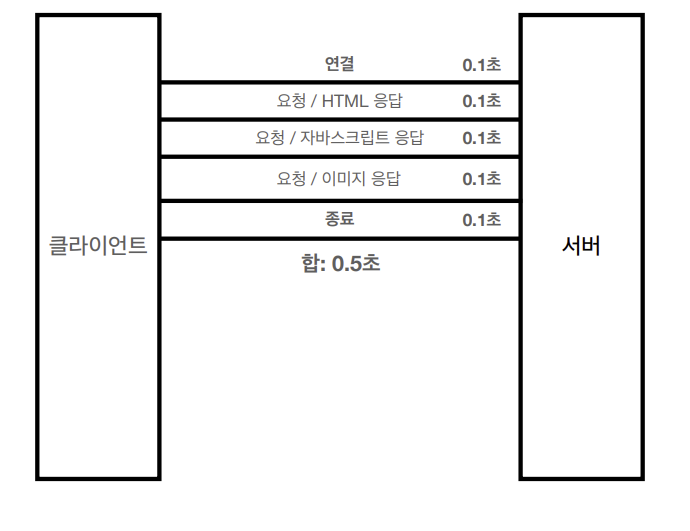 연결 0.1초
요청 / HTML 응답 0.1초
요청 / 자바스크립트 응답 0.1초
요청 / 이미지 응답 0.1초
종료 0.1초
클라이언트
서버
합: 0.5초